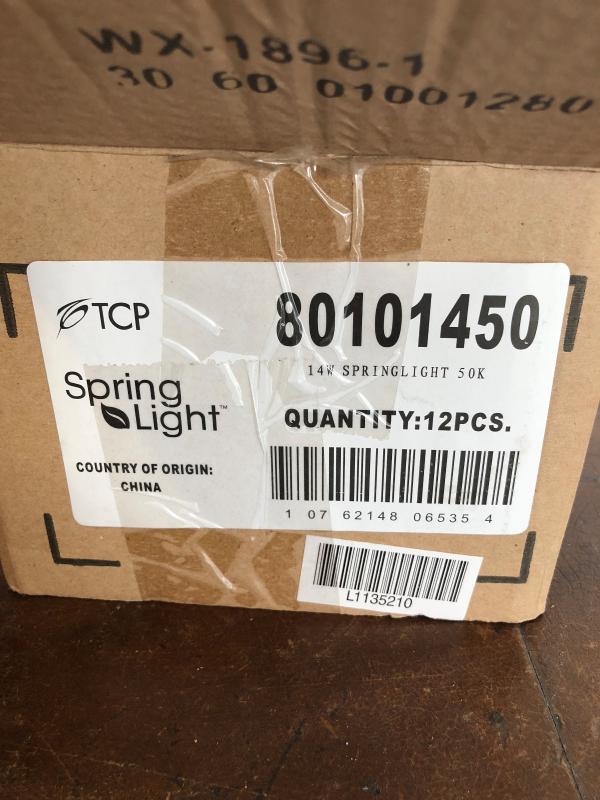 WX-1896-1
30 60 01001280
TCP
80101450
14W SPRINGLIGHT 50K
Spring
Light™
QUANTITY:12PCS.
COUNTRY OF ORIGIN:
CHINA
1 07 62148 06535 4
L1135210